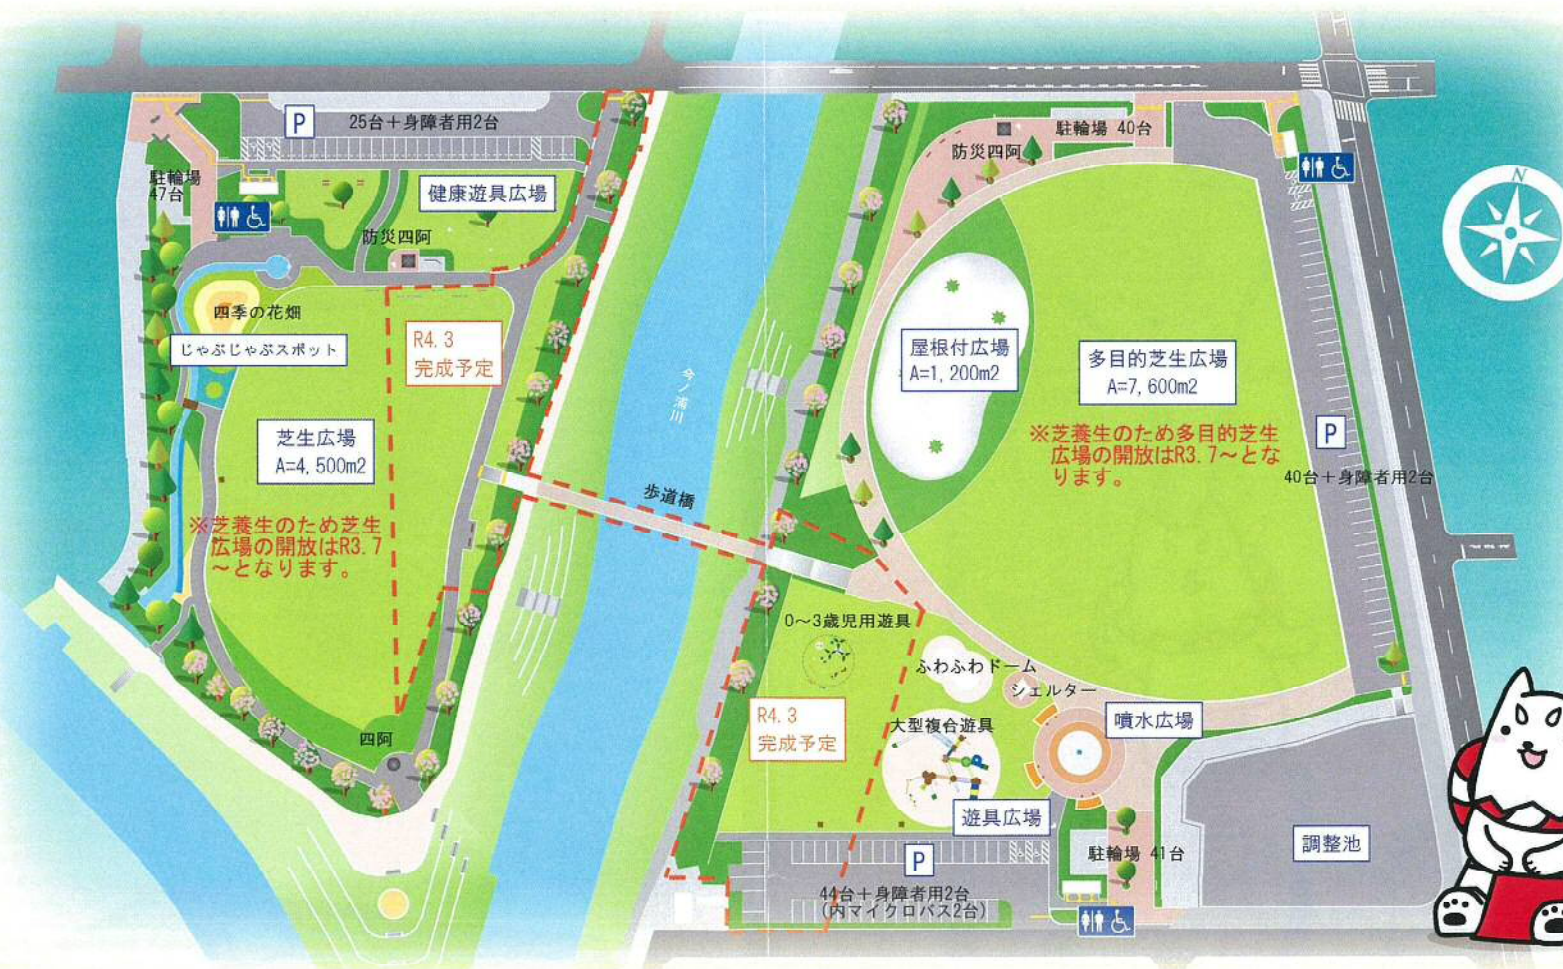 P
25台+身障者用2台
駐輪場
47台
健康遊具広場
防災四阿
四季の花畑
じゃぶじゃぶスポット
R4.3
完成予定
芝生広場
A=4,500m2
※芝養生のため芝生
広場の開放はR3.7
~となります。
四阿
今ノ浦川
歩道橋
駐輪場 40台
防災四阿
N
屋根付広場
A=1,200m2
多目的芝生広場
A=7,600m2
※芝養生のため多目的芝生
広場の開放はR3.7~とな
ります。
P
40台+身障者用2台
0~3歳児用遊具
ふわふわドーム
シェルター
R4.3
完成予定
大型複合遊具
噴水広場
遊具広場
P
44台+身障者用2台
(内マイクロバス2台)
駐輪場 41台
調整池